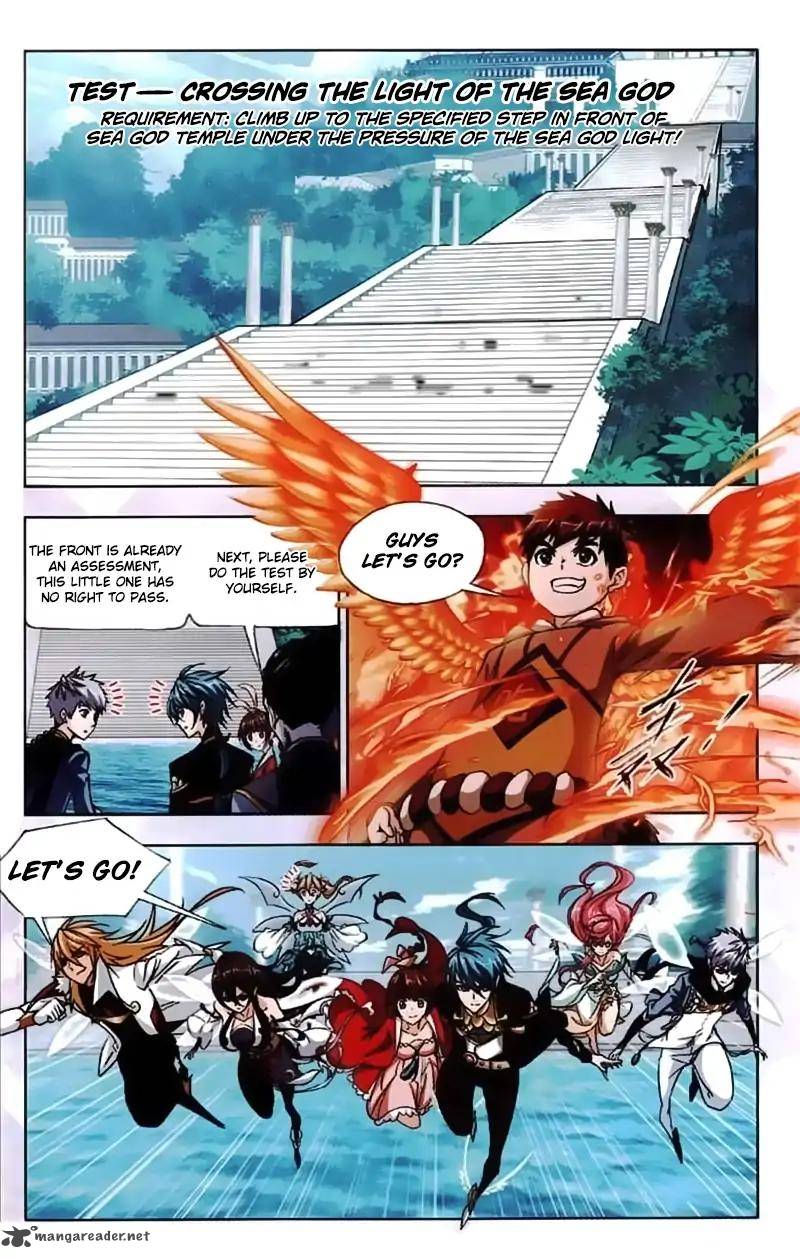 TEST— CROSSING THE LIGHT OF THE SEA GOD
REQUIREMENT: CLIMB UP TO THE SPECIFIED STEP IN FRONT OF
SEA GOD TEMPLE UNDER THE PRESSURE OF THE SEA GOD LIGHT!
THE FRONT IS ALREADY
AN ASSESSMENT,
THIS LITTLE ONE HAS
NO RIGHT TO PASS.
NEXT, PLEASE
DO THE TEST BY
YOURSELF.
GUYS
LET'S GO?
LET'S GO!
mangareader.net